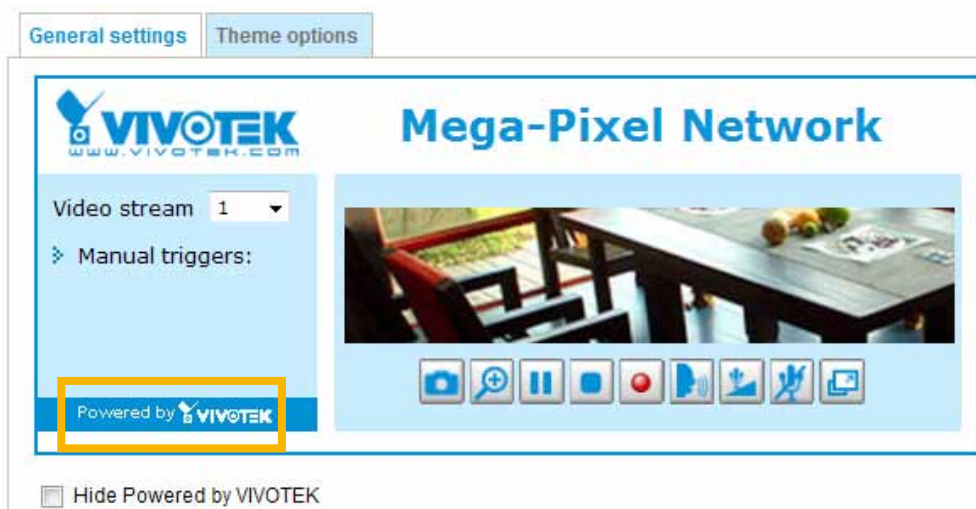 General settings Theme options
VIVOTEK Mega-Pixel Network
www.vivotek.com
Video stream 1
Manual triggers:
Powered by VIVOTEK
Hide Powered by VIVOTEK